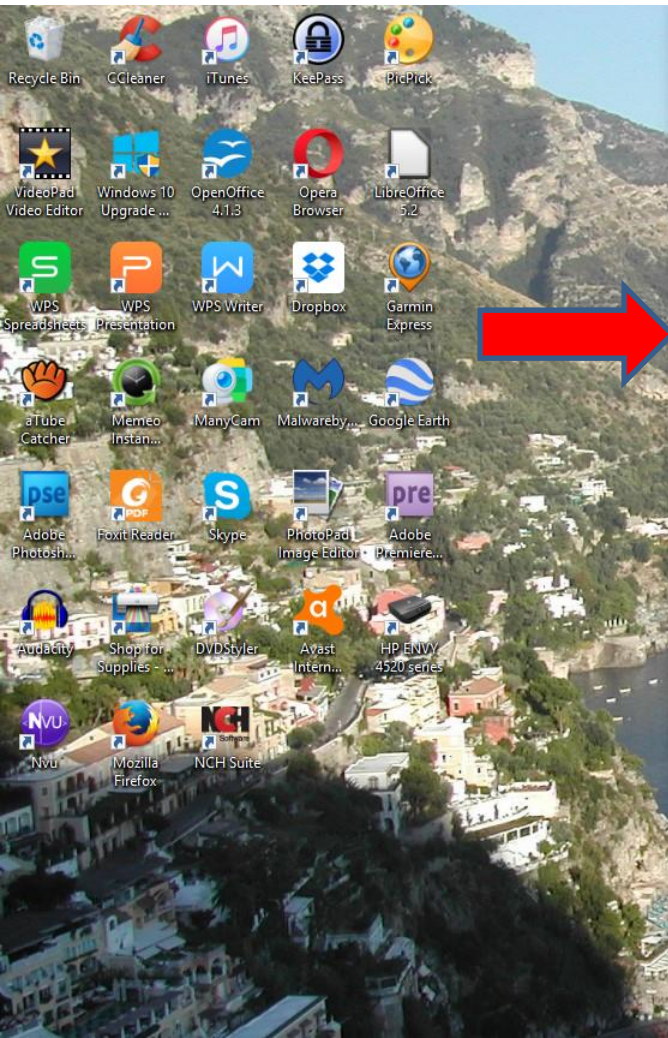 Recycle Bin
CCleaner
iTunes
KeePass
PicPick
VideoPad
Video Editor
Windows 10
Upgrade ...
OpenOffice
4.1.3
Opera
Browser
LibreOffice
5.2
WPS
Spreadsheets
WPS
Presentation
WPS Writer
Dropbox
Garmin
Express
aTube
Catcher
Memeo
Instan...
ManyCam
Malwareby...
Google Earth
pse
Adobe
Photosh...
PDF
Foxit Reader
Skype
PhotoPad
Image Editor
pre
Adobe
Premiere...
Audacity
Shop for
Supplies - ...
DVDStyler
Avast
Intern...
HP ENVY
4520 series
NVU
Nvu
Mozilla
Firefox
NCH
Software
NCH Suite